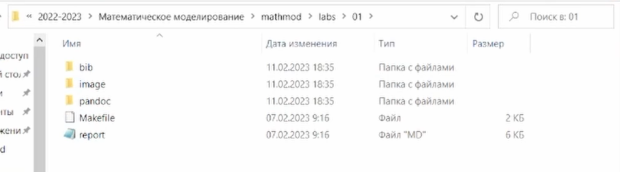 « 2022-2023 > Математическое моделирование > mathmod > labs > 01 > Поиск в: 01
Имя Дата изменения Тип Размер
доступ
bib 11.02.2023 18:35 Папка с файлами
й стол image 11.02.2023 18:35 Папка с файлами
и pandoc 11.02.2023 18:35 Папка с файлами
нты Makefile 07.02.2023 9:16 Файл 2 КБ
жени report 07.02.2023 9:16 Файл "MD" 6 КБ
d